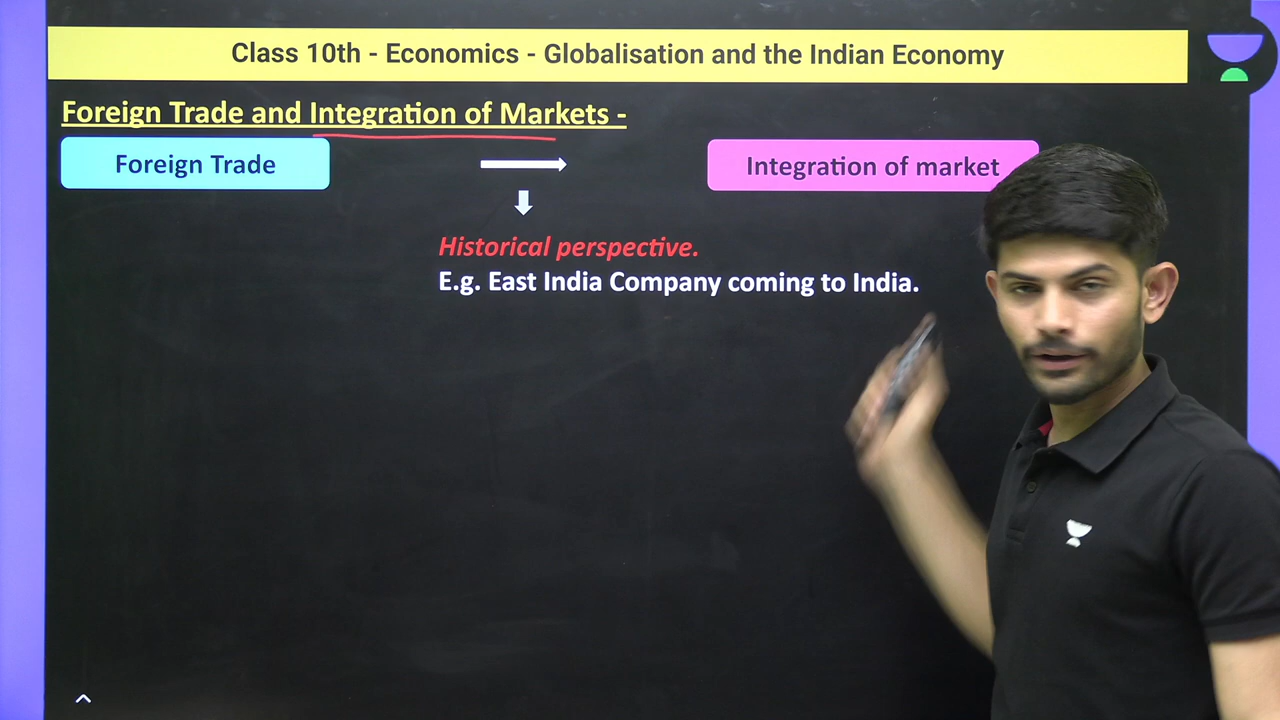 Class 10th - Economics - Globalisation and the Indian Economy
Foreign Trade and Integration of Markets -
Foreign Trade
Integration of market
Historical perspective.
E.g. East India Company coming to India.